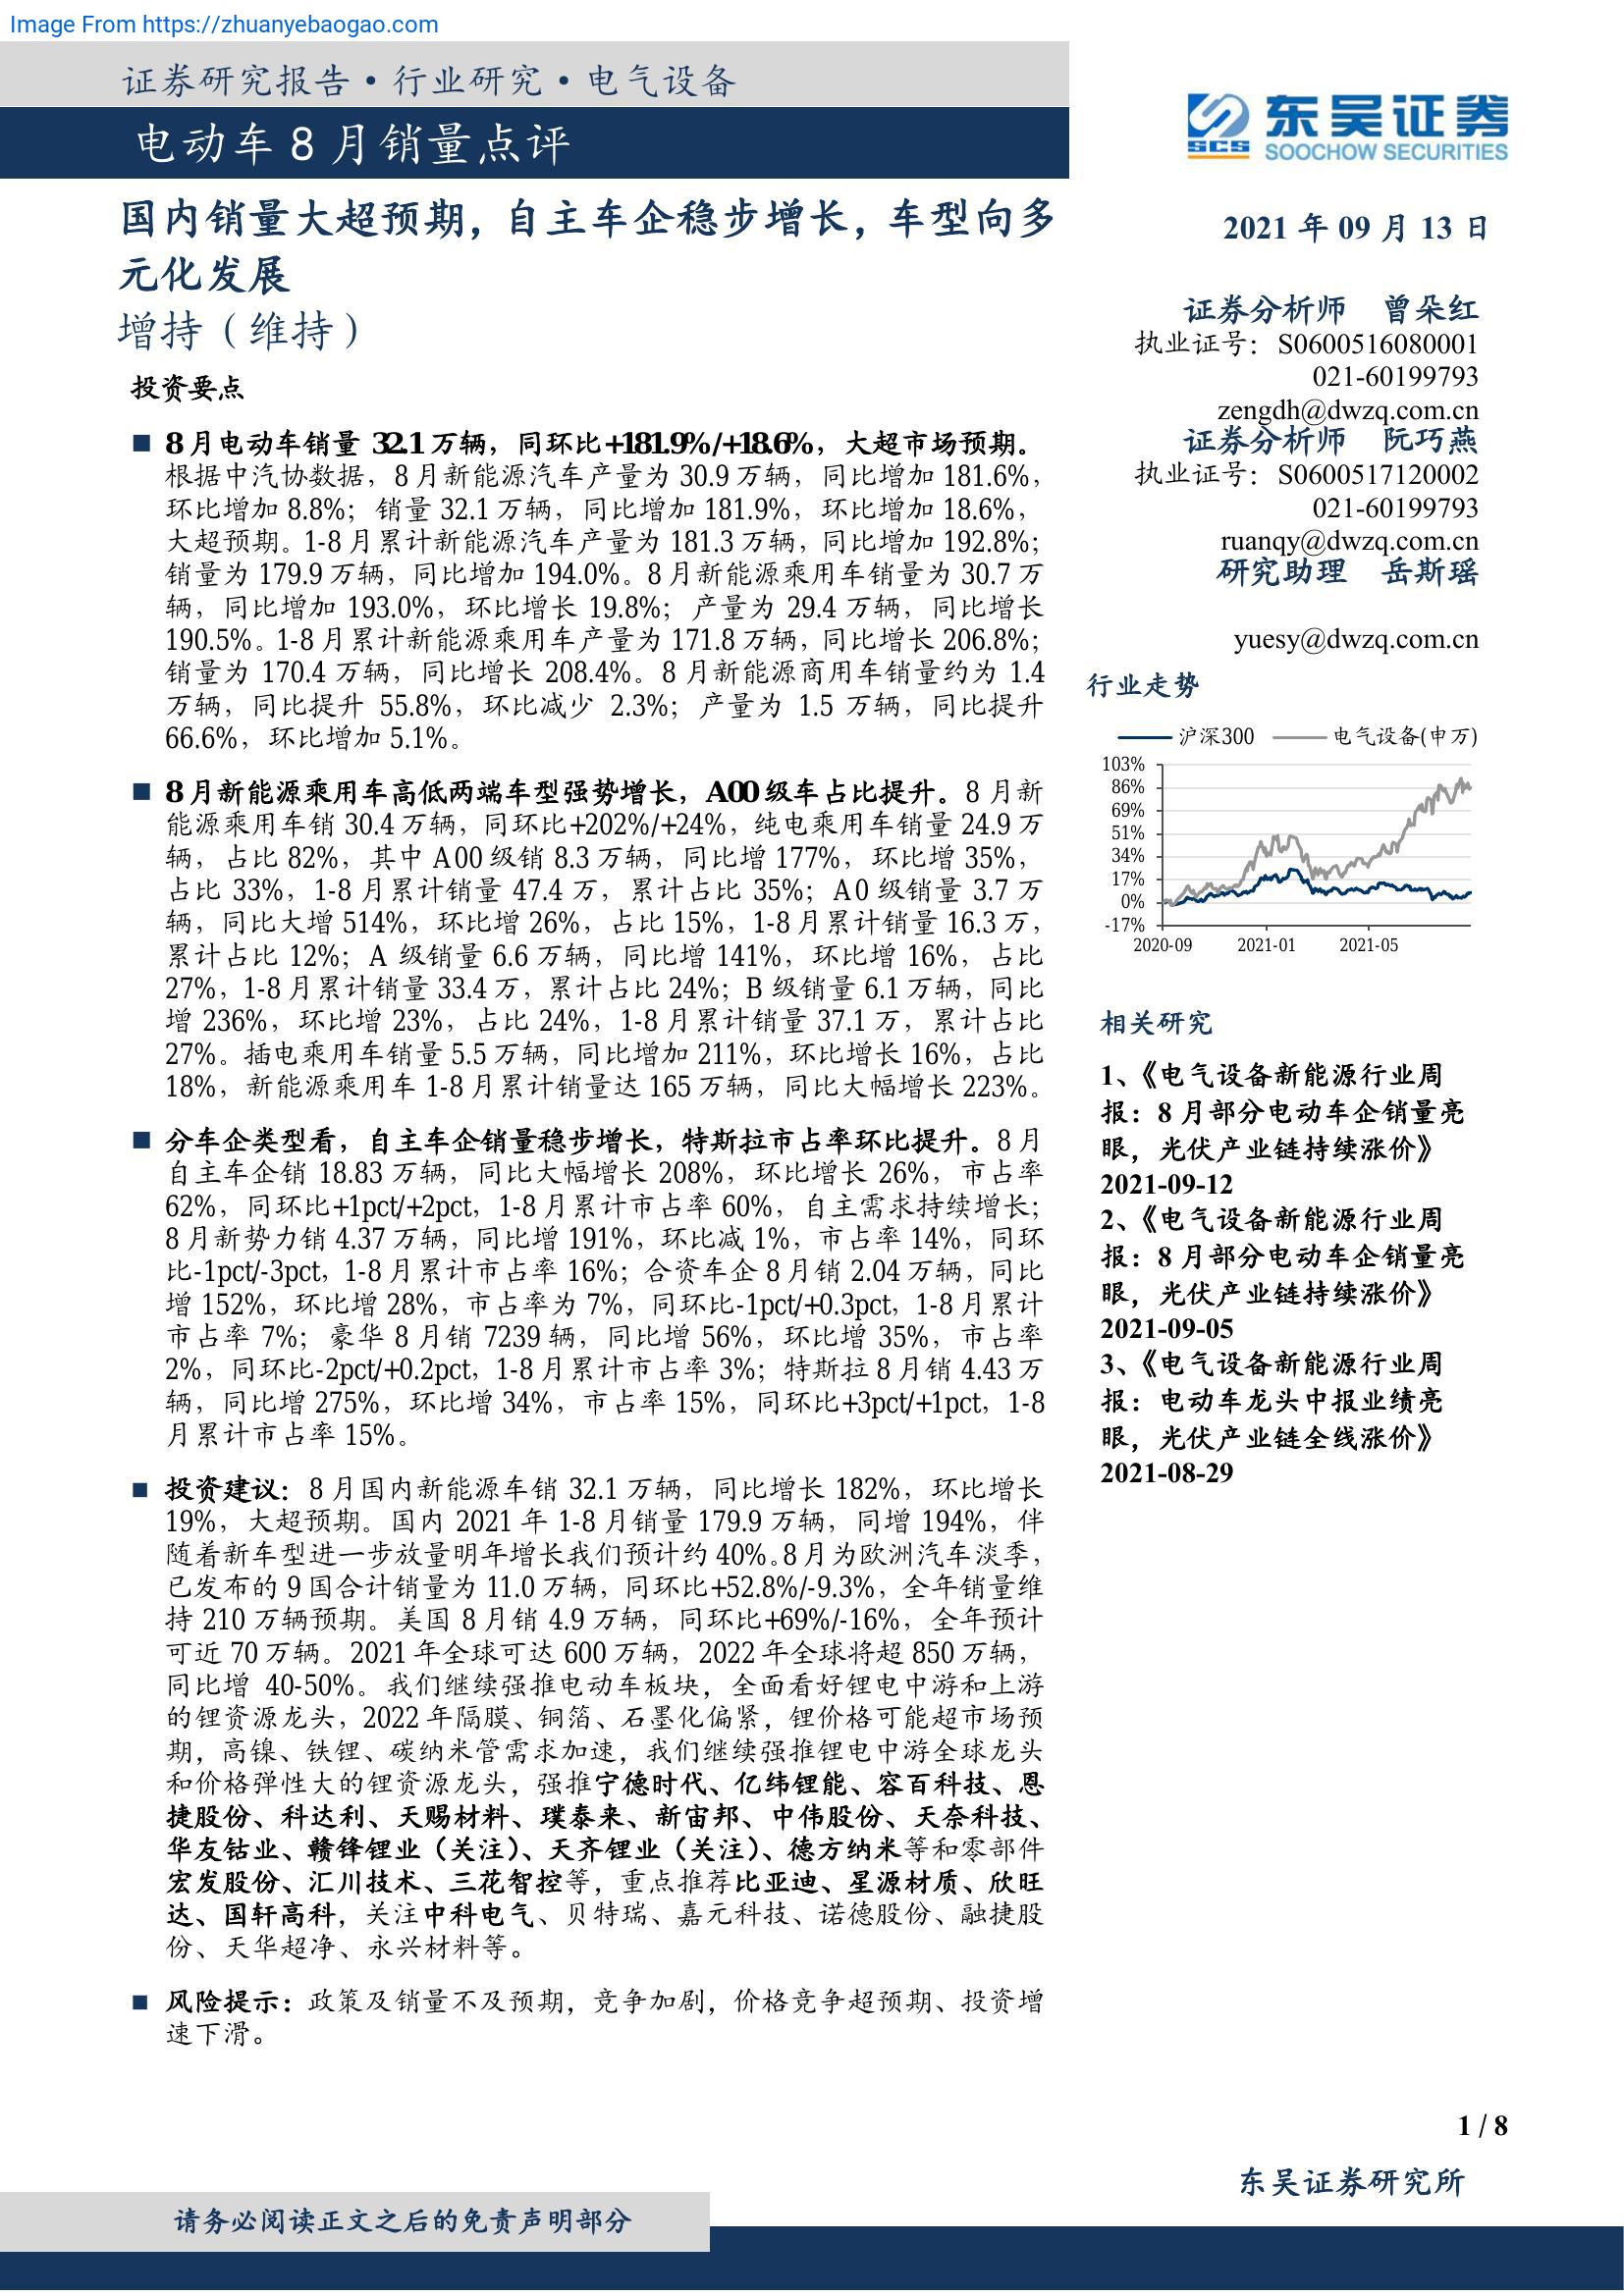 Image From https://zhuanyebaogao.com
证券研究报告·行业研究·电气设备
电动车 8 月销量点评
东吴证券
SCS
SOOCHOW SECURITIES
国内销量大超预期，自主车企稳步增长，车型向多
元化发展
增持（维持）
投资要点
■ 8 月电动车销量 32.1 万辆，同环比+181.9%/+18.6%，大超市场预期。
根据中汽协数据，8 月新能源汽车产量为 30.9 万辆，同比增加 181.6%，
环比增加 8.8%；销量 32.1 万辆，同比增加 181.9%，环比增加 18.6%，
大超预期。1-8 月累计新能源汽车产量为 181.3 万辆，同比增加 192.8%；
销量为 179.9 万辆，同比增加 194.0%。8 月新能源乘用车销量为 30.7 万
辆，同比增加 193.0%，环比增长 19.8%；产量为 29.4 万辆，同比增长
190.5%。1-8 月累计新能源乘用车产量为 171.8 万辆，同比增长 206.8%；
销量为 170.4 万辆，同比增长 208.4%。8 月新能源商用车销量约为 1.4
万辆，同比提升 55.8%，环比减少 2.3%；产量为 1.5 万辆，同比提升
66.6%，环比增加 5.1%。
■ 8 月新能源乘用车高低两端车型强势增长，A00 级车占比提升。8 月新
能源乘用车销 30.4 万辆，同环比+202%/+24%，纯电乘用车销量 24.9 万
辆，占比 82%，其中 A00 级销 8.3 万辆，同比增 177%，环比增 35%，
占比 33%，1-8 月累计销量 47.4 万，累计占比 35%；A0 级销量 3.7 万
辆，同比大增 514%，环比增 26%，占比 15%，1-8 月累计销量 16.3 万，
累计占比 12%；A 级销量 6.6 万辆，同比增 141%，环比增 16%，占比
27%，1-8 月累计销量 33.4 万，累计占比 24%；B 级销量 6.1 万辆，同比
增 236%，环比增 23%，占比 24%，1-8 月累计销量 37.1 万，累计占比
27%。插电乘用车销量 5.5 万辆，同比增加 211%，环比增长 16%，占比
18%，新能源乘用车 1-8 月累计销量达 165 万辆，同比大幅增长 223%。
■ 分车企类型看，自主车企销量稳步增长，特斯拉市占率环比提升。8 月
自主车企销 18.83 万辆，同比大幅增长 208%，环比增长 26%，市占率
62%，同环比+1pct/+2pct，1-8 月累计市占率 60%，自主需求持续增长；
8 月新势力销 4.37 万辆，同比增 191%，环比减 1%，市占率 14%，同环
比-1pct/-3pct，1-8 月累计市占率 16%；合资车企 8 月销 2.04 万辆，同比
增 152%，环比增 28%，市占率为 7%，同环比-1pct/+0.3pct，1-8 月累计
市占率 7%；豪华 8 月销 7239 辆，同比增 56%，环比增 35%，市占率
2%，同环比-2pct/+0.2pct，1-8 月累计市占率 3%；特斯拉 8 月销 4.43 万
辆，同比增 275%，环比增 34%，市占率 15%，同环比+3pct/+1pct，1-8
月累计市占率 15%。
■ 投资建议：8 月国内新能源车销 32.1 万辆，同比增长 182%，环比增长
19%，大超预期。国内 2021 年 1-8 月销量 179.9 万辆，同增 194%，伴
随着新车型进一步放量明年增长我们预计约 40%。8 月为欧洲汽车淡季，
已发布的 9 国合计销量为 11.0 万辆，同环比+52.8%/-9.3%，全年销量维
持 210 万辆预期。美国 8 月销 4.9 万辆，同环比+69%/-16%，全年预计
可近 70 万辆。2021 年全球可达 600 万辆，2022 年全球将超 850 万辆，
同比增 40-50%。我们继续强推电动车板块，全面看好锂电中游和上游
的锂资源龙头，2022 年隔膜、铜箔、石墨化偏紧，锂价格可能超市场预
期，高镍、铁锂、碳纳米管需求加速，我们继续强推锂电中游全球龙头
和价格弹性大的锂资源龙头，强推宁德时代、亿纬锂能、容百科技、恩
捷股份、科达利、天赐材料、璞泰来、新宙邦、中伟股份、天奈科技、
华友钴业、赣锋锂业（关注）、天齐锂业（关注）、德方纳米等和零部件
宏发股份、汇川技术、三花智控等，重点推荐比亚迪、星源材质、欣旺
达、国轩高科，关注中科电气、贝特瑞、嘉元科技、诺德股份、融捷股
份、天华超净、永兴材料等。
■ 风险提示：政策及销量不及预期，竞争加剧，价格竞争超预期、投资增
速下滑。
2021 年 09 月 13 日
证券分析师 曾朵红
执业证号：S0600516080001
021-60199793
zengdh@dwzq.com.cn
证券分析师 阮巧燕
执业证号：S0600517120002
021-60199793
ruanqy@dwzq.com.cn
研究助理 岳斯瑶
yuesy@dwzq.com.cn
行业走势
沪深300 电气设备(申万)
103%
86%
69%
51%
34%
17%
0%
-17%
2020-09 2021-01 2021-05
相关研究
1、《电气设备新能源行业周
报：8 月部分电动车企销量亮
眼，光伏产业链持续涨价》
2021-09-12
2、《电气设备新能源行业周
报：8 月部分电动车企销量亮
眼，光伏产业链持续涨价》
2021-09-05
3、《电气设备新能源行业周
报：电动车龙头中报业绩亮
眼，光伏产业链全线涨价》
2021-08-29
1 / 8
东吴证券研究所
请务必阅读正文之后的免责声明部分